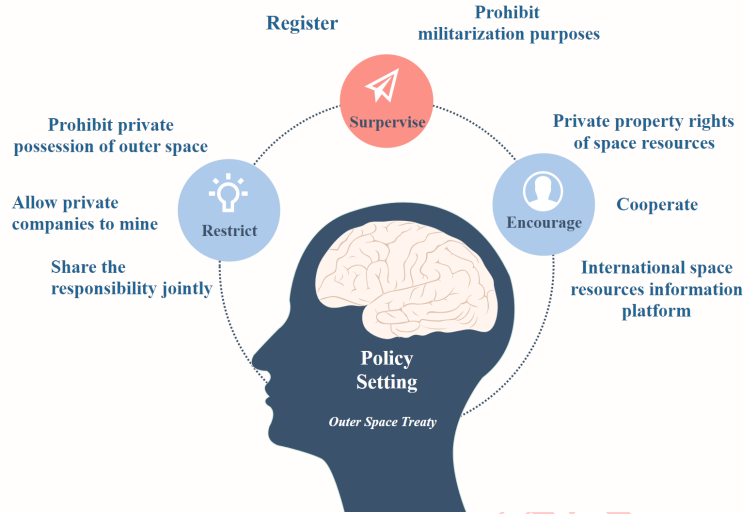 Register
Prohibit
militarization purposes
Surpervise
Prohibit private
possession of outer space
Allow private
companies to mine
Share the
responsibility jointly
Restrict
Private property rights
of space resources
Encourage
Cooperate
International space
resources information
platform
Policy
Setting
Outer Space Treaty